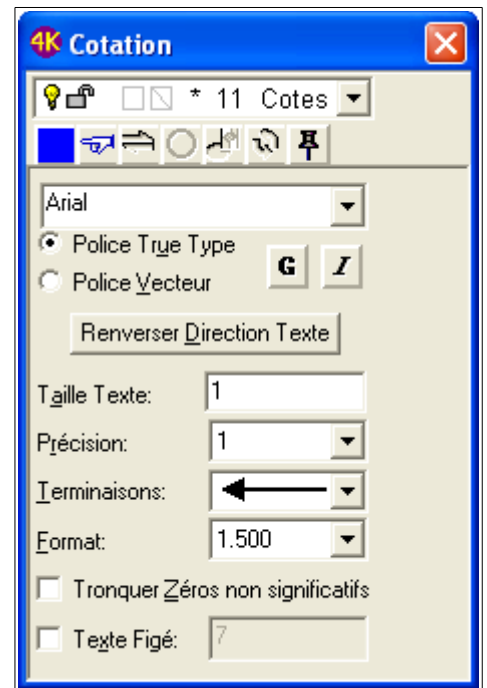 4K Cotation
* 11 Cotes
Arial
Police True Type
Police Vecteur
G I
Renverser Direction Texte
Taille Texte: 1
Précision: 1
Terminaisons:
Format: 1.500
Tronquer Zéros non significatifs
Texte Figé: 7